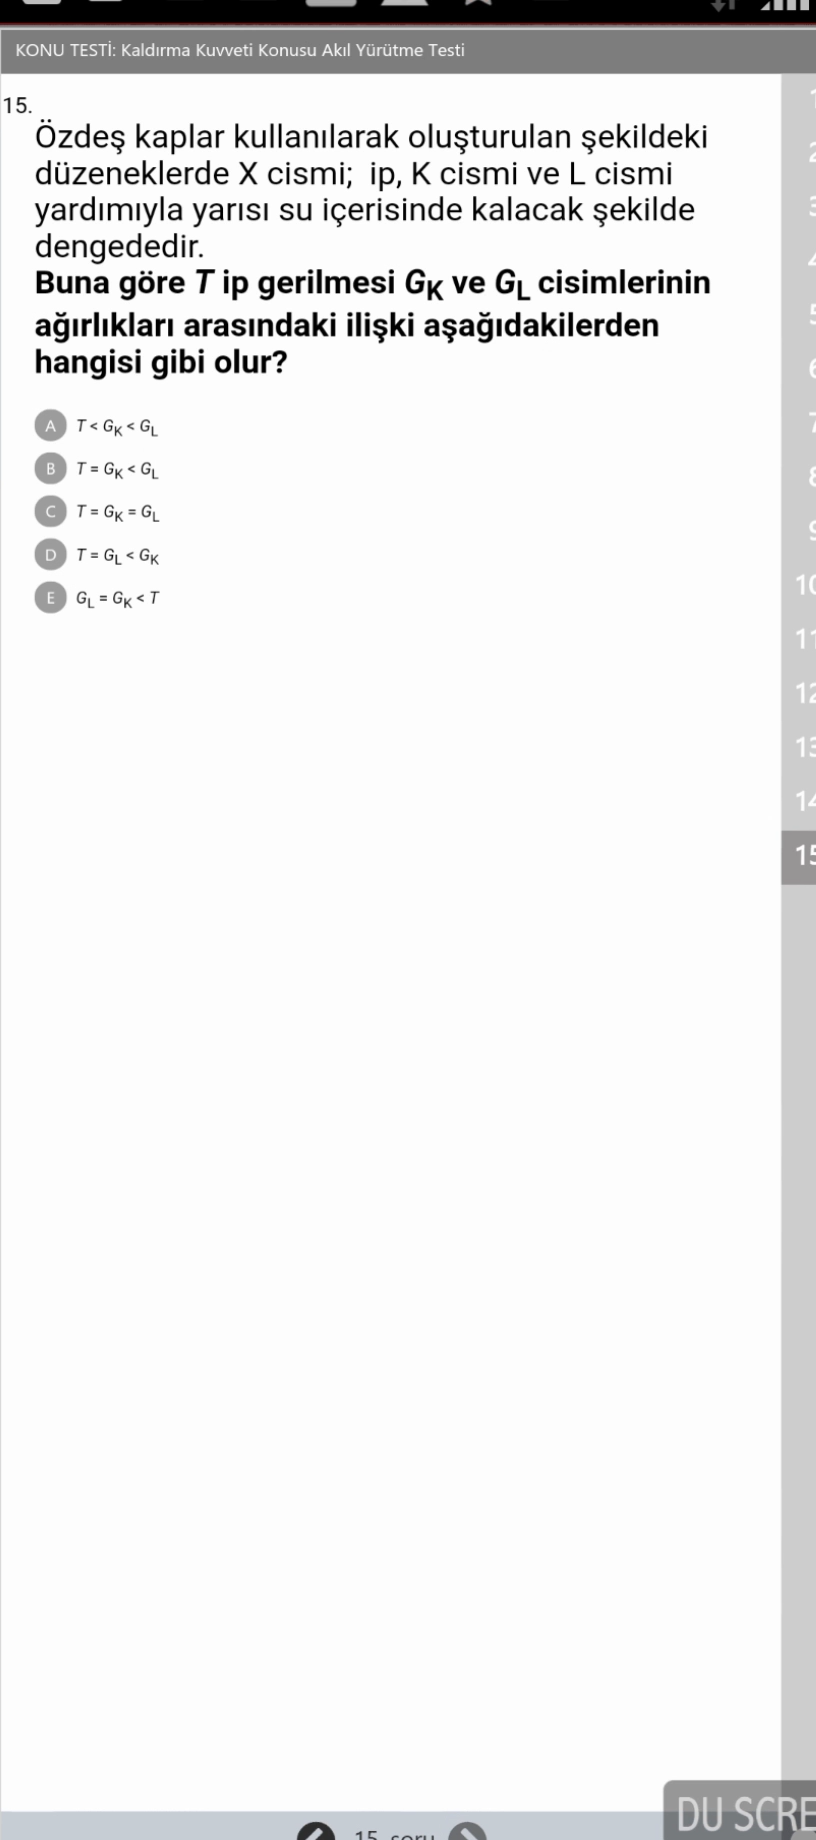 KONU TESTİ: Kaldırma Kuvveti Konusu Akıl Yürütme Testi
15.
Özdeş kaplar kullanılarak oluşturulan şekildeki
düzeneklerde X cismi; ip, K cismi ve L cismi
yardımıyla yarısı su içerisinde kalacak şekilde
dengededir.
Buna göre T ip gerilmesi GK ve GL cisimlerinin
ağırlıkları arasındaki ilişki aşağıdakilerden
hangisi gibi olur?
A T < GK < GL
B T = GK < GL
C T = GK = GL
D T = GL < GK
E GL = GK < T
10
11
12
13
14
15
15. soru
DU SCRE